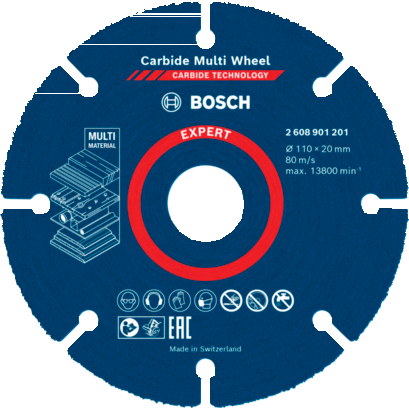 Carbide Multi Wheel
CARBIDE TECHNOLOGY
BOSCH
EXPERT
MULTI
MATERIAL
2 608 901 201
Ø 110 × 20 mm
80 m/s
max. 13800 min⁻¹
EAC
Made in Switzerland